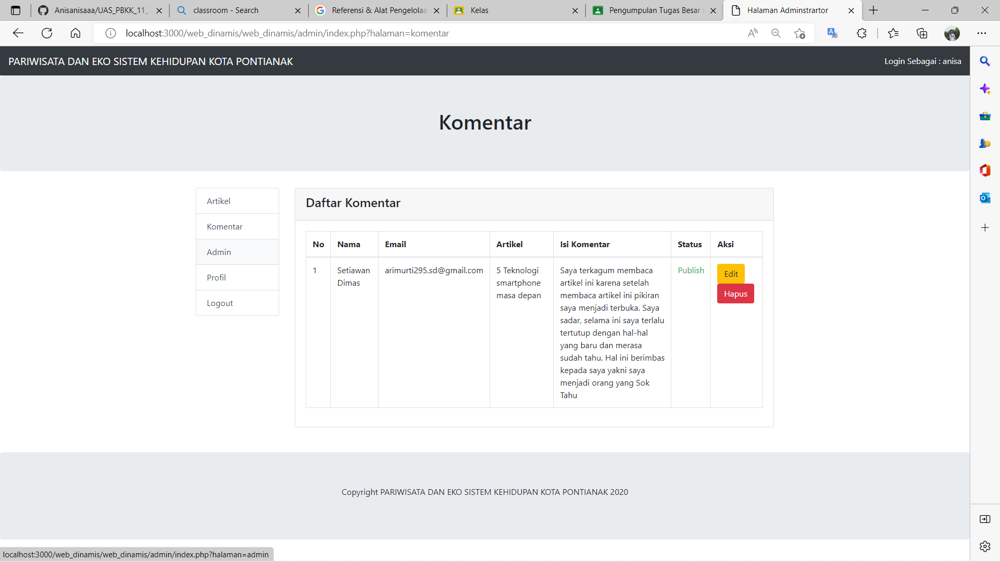 Anisanisaaa/UAS_PBKK_11_
classroom - Search
Referensi & Alat Pengelolaa
Kelas
Pengumpulan Tugas Besar
Halaman Adminstrartor
localhost:3000/web_dinamis/web_dinamis/admin/index.php?halaman=komentar
PARIWISATA DAN EKO SISTEM KEHIDUPAN KOTA PONTIANAK
Login Sebagai : anisa
Komentar
Artikel
Komentar
Admin
Profil
Logout
Daftar Komentar
No Nama Email Artikel Isi Komentar Status Aksi
1
Setiawan
Dimas
arimurti295.sd@gmail.com
5 Teknologi
smartphone
masa depan
Saya terkagum membaca
artikel ini karena setelah
membaca artikel ini pikiran
saya menjadi terbuka. Saya
sadar, selama ini saya terlalu
tertutup dengan hal-hal
yang baru dan merasa
sudah tahu. Hal ini berimbas
kepada saya yakni saya
menjadi orang yang Sok
Tahu
Publish
Edit
Hapus
Copyright PARIWISATA DAN EKO SISTEM KEHIDUPAN KOTA PONTIANAK 2020
localhost:3000/web_dinamis/web_dinamis/admin/index.php?halaman=admin